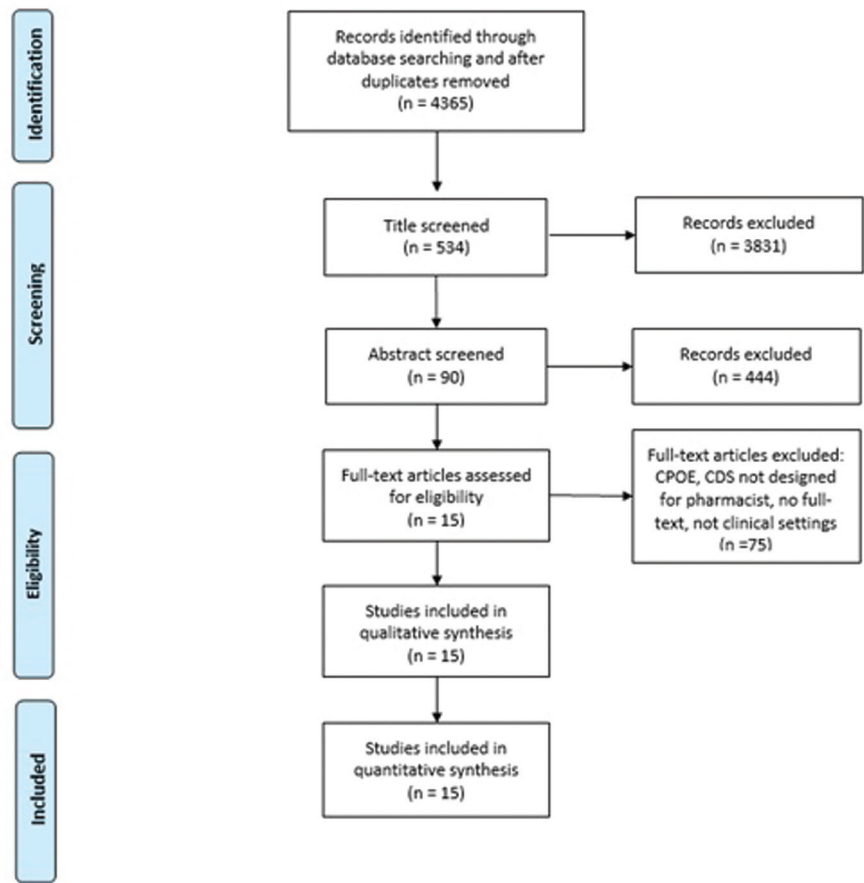 Identification
Records identified through
database searching and after
duplicates removed
(n = 4365)
Screening
Title screened
(n = 534)
Records excluded
(n = 3831)
Abstract screened
(n = 90)
Records excluded
(n = 444)
Eligibility
Full-text articles assessed
for eligibility
(n = 15)
Full-text articles excluded:
CPOE, CDS not designed
for pharmacist, no full-
text, not clinical settings
(n =75)
Studies included in
qualitative synthesis
(n = 15)
Included
Studies included in
quantitative synthesis
(n = 15)